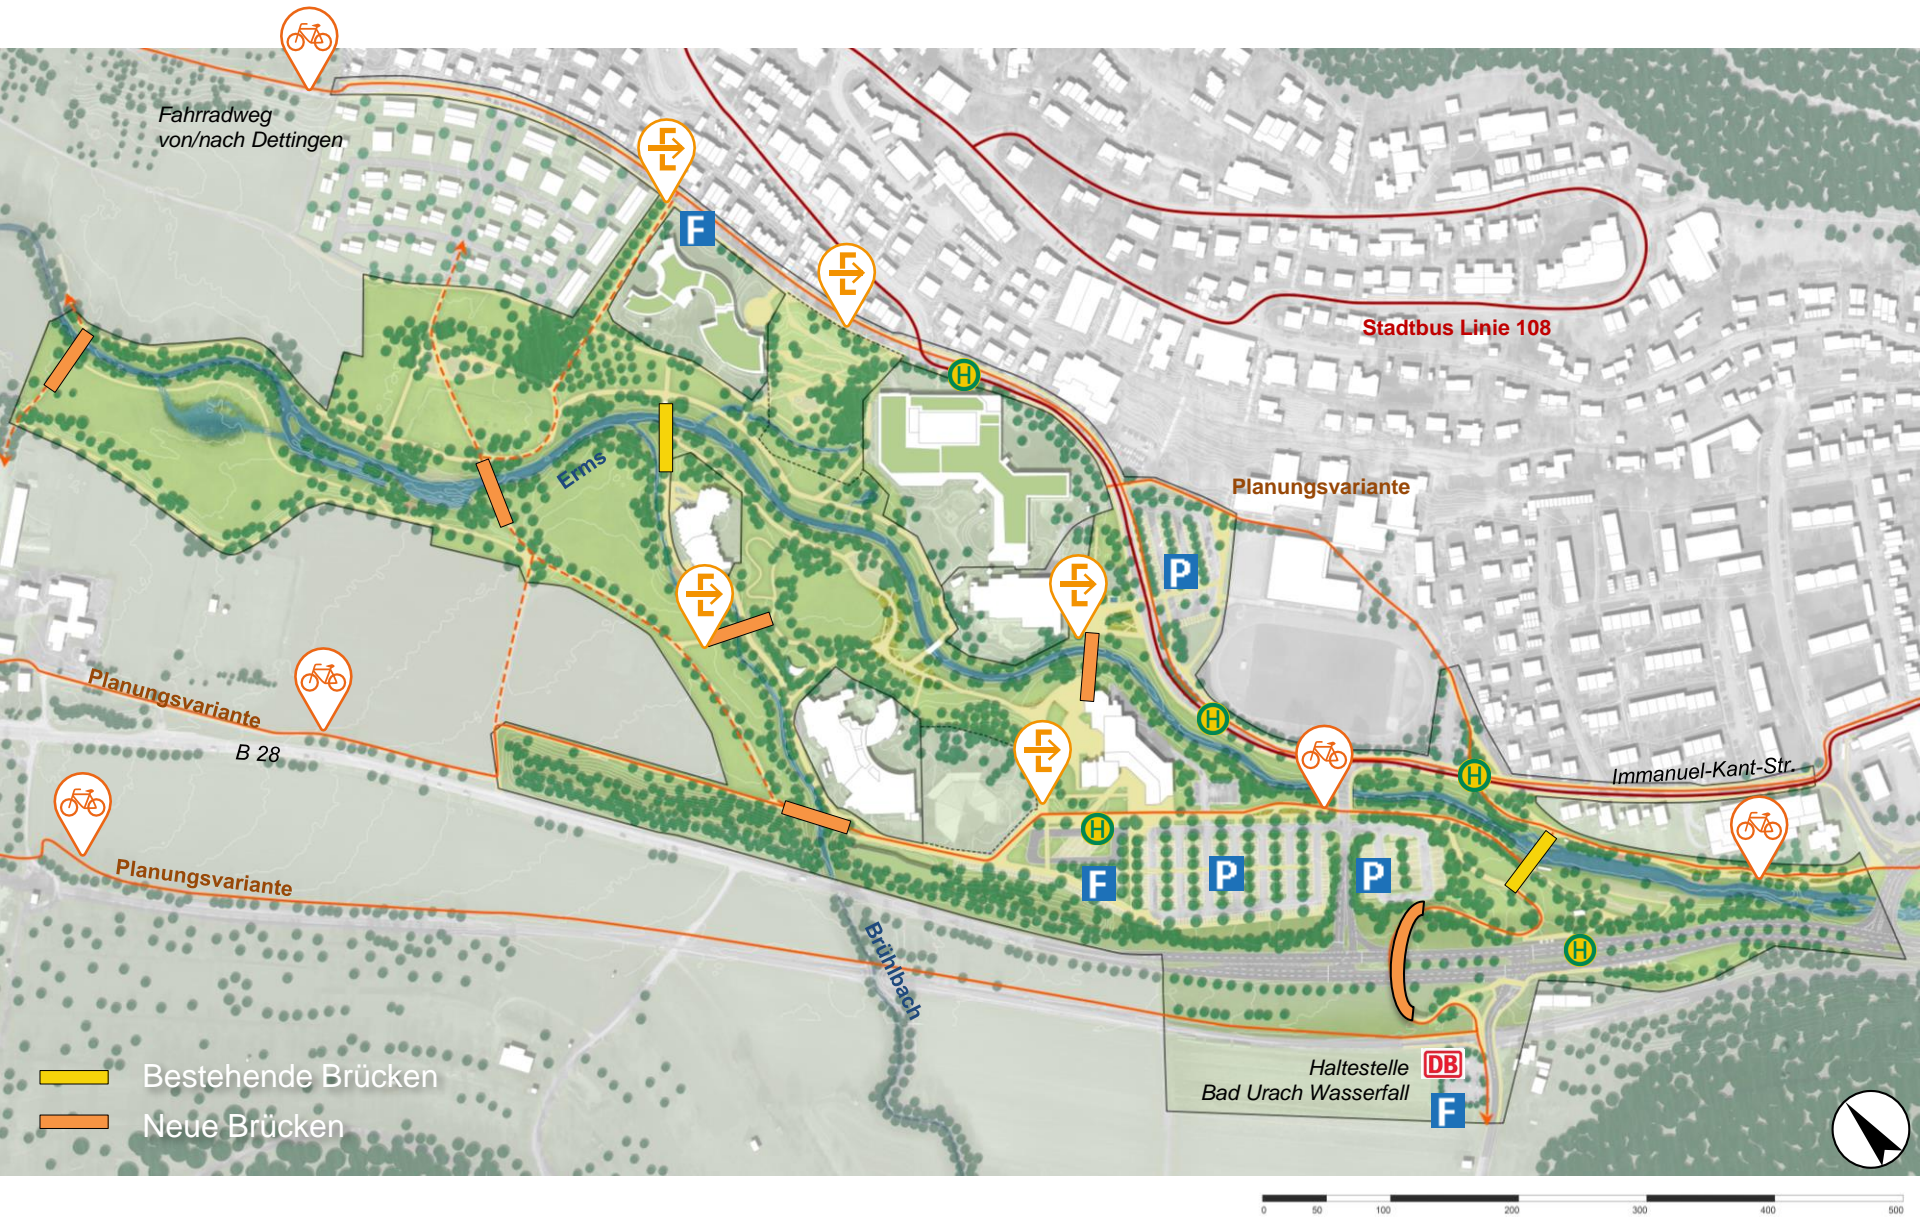 Fahrradweg
von/nach Dettingen
F
H
Stadtbus Linie 108
Erms
Planungsvariante
P
Planungsvariante
B 28
H
H
Immanuel-Kant-Str.
H
F
P
P
Planungsvariante
Brühlbach
H
Haltestelle
Bad Urach Wasserfall
DB
F
Bestehende Brücken
Neue Brücken
0 50 100 200 300 400 500